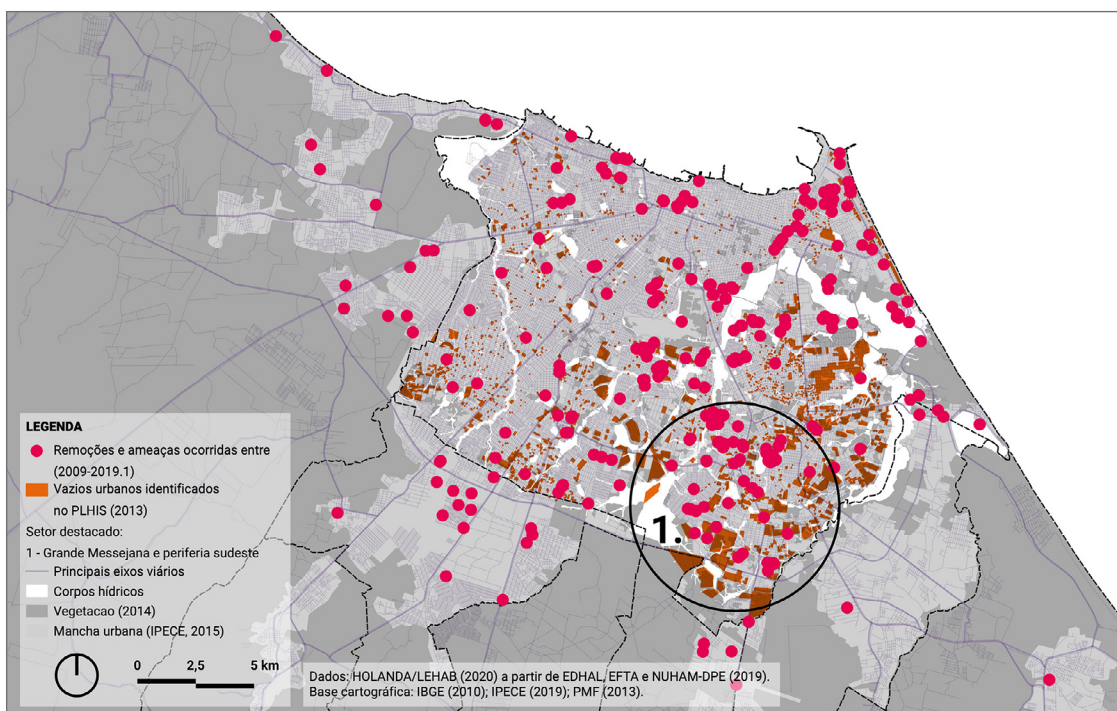 1.
LEGENDA
Remoções e ameaças ocorridas entre
(2009-2019.1)
Vazios urbanos identificados
no PLHIS (2013)
Setor destacado:
1 - Grande Messejana e periferia sudeste
Principais eixos viários
Corpos hídricos
Vegetacao (2014)
Mancha urbana (IPECE, 2015)
0 2,5 5 km
Dados: HOLANDA/LEHAB (2020) a partir de EDHAL, EFTA e NUHAM-DPE (2019).
Base cartográfica: IBGE (2010); IPECE (2019); PMF (2013).